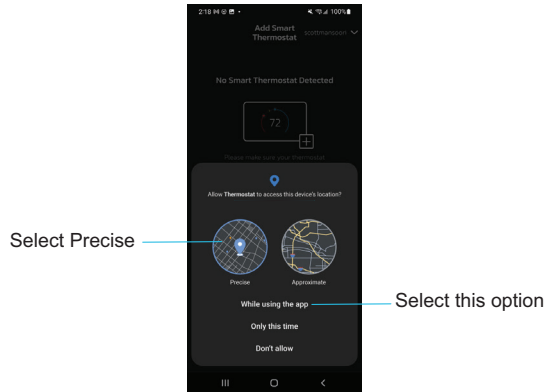 2:18
100%
Add Smart
Thermostat
scottmanson
No Smart Thermostat Detected
72
Please make sure your thermostat
Allow Thermostat to access this device's location?
Select Precise
Precise
Approximate
While using the app
Select this option
Only this time
Don't allow